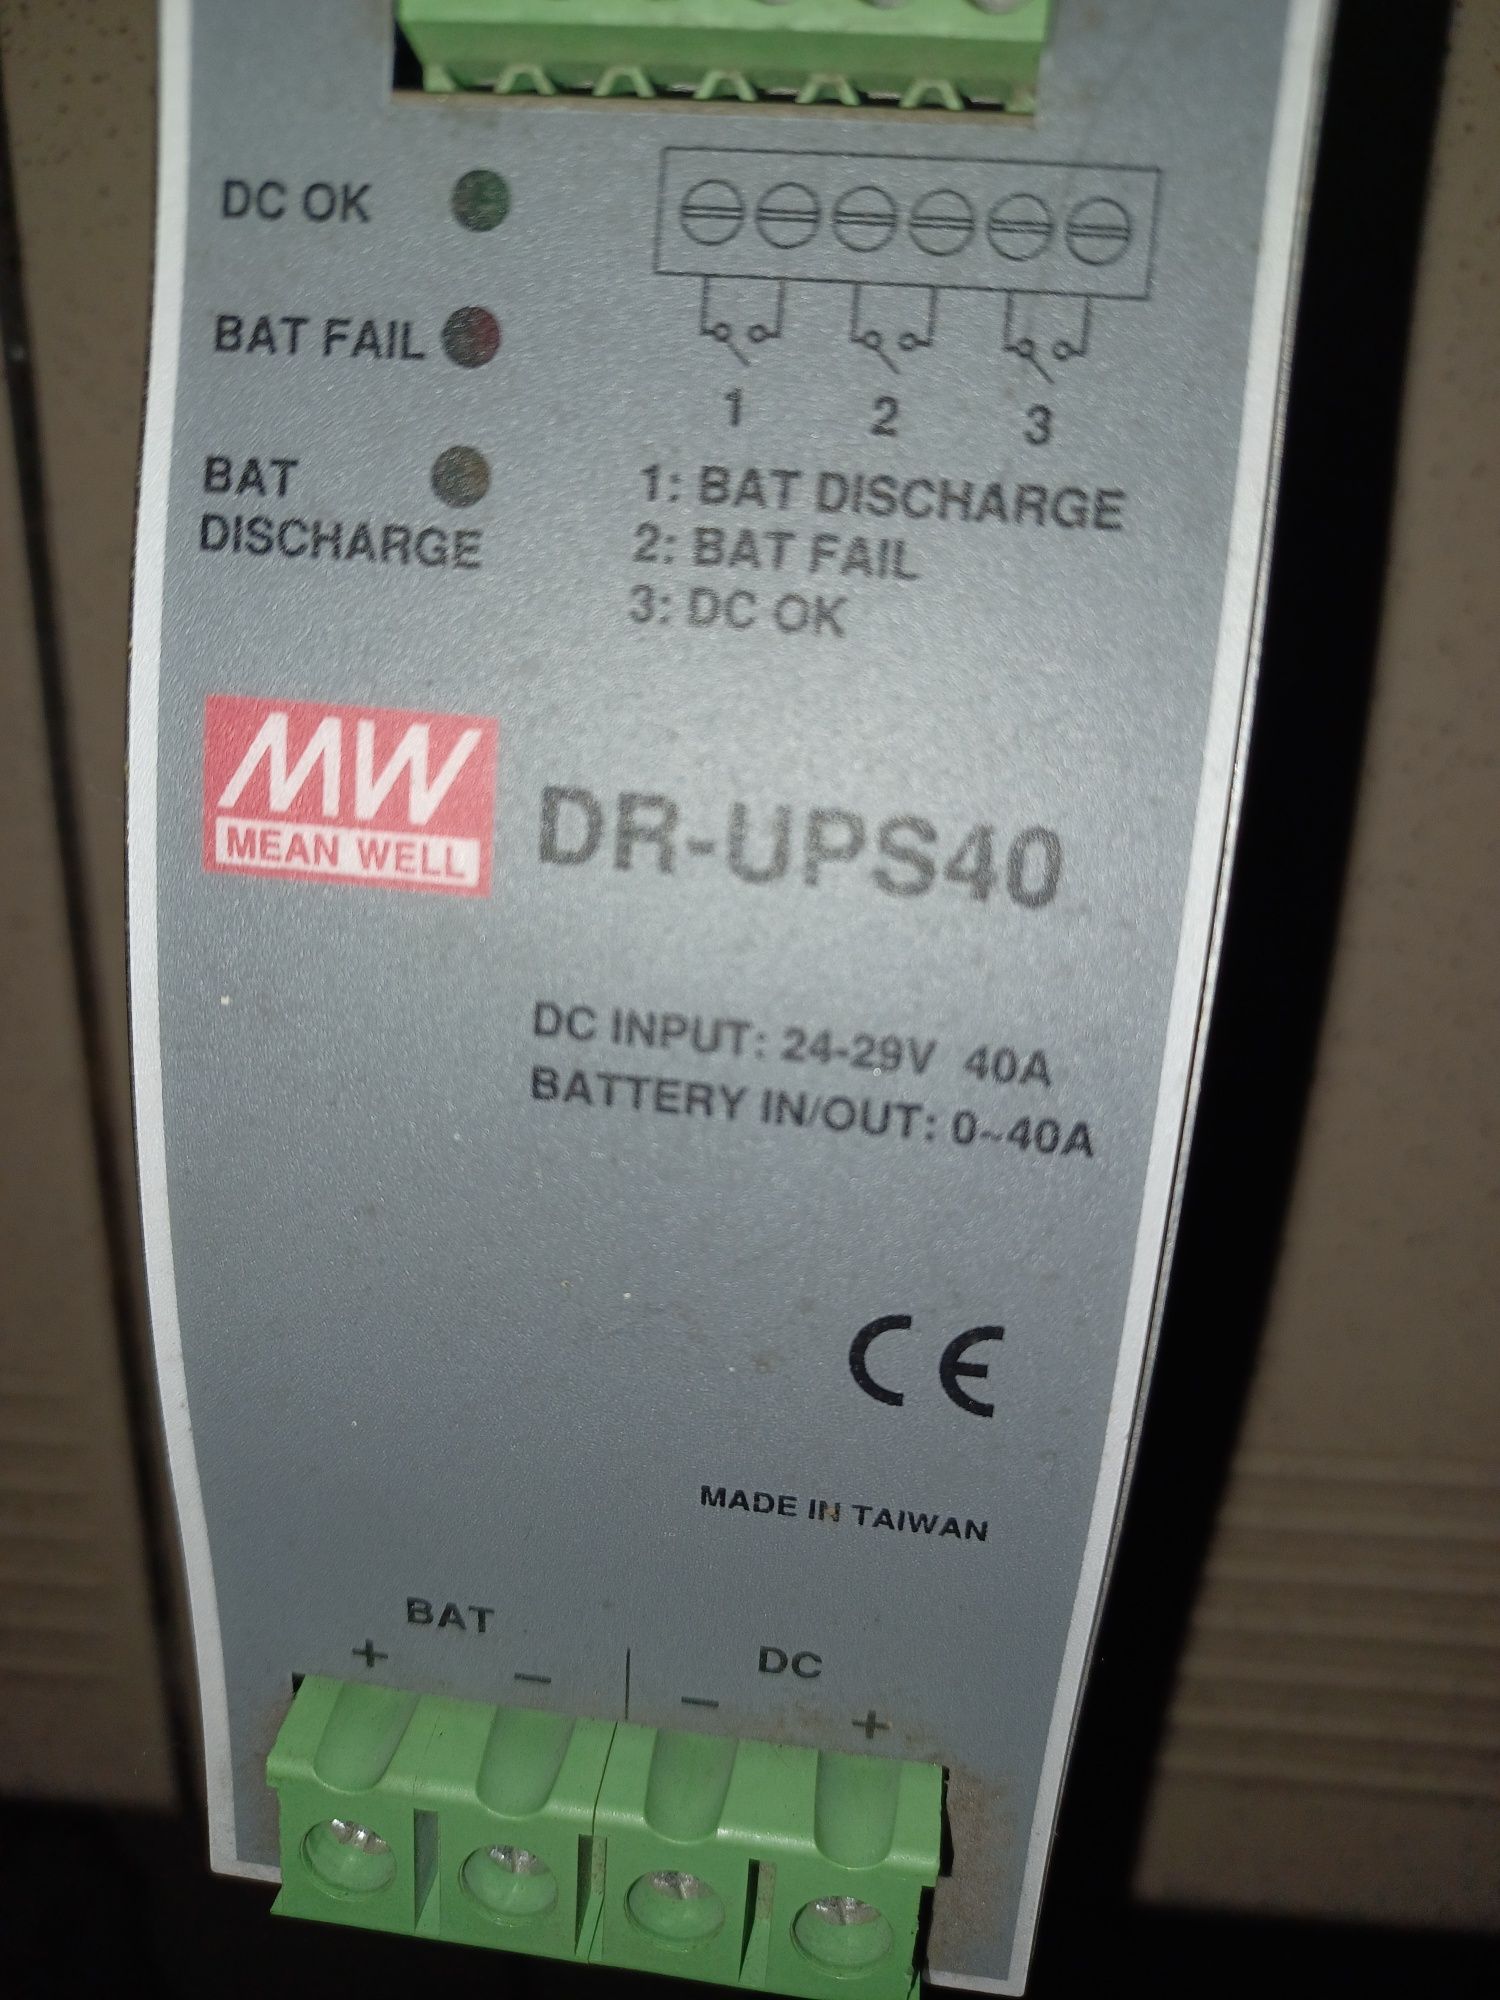 DC OK
BAT FAIL
BAT
DISCHARGE
1 2 3
1: BAT DISCHARGE
2: BAT FAIL
3: DC OK
MW
MEAN WELL
DR-UPS40
DC INPUT: 24-29V 40A
BATTERY IN/OUT: 0~40A
CE
MADE IN TAIWAN
BAT
+ −
DC
− +